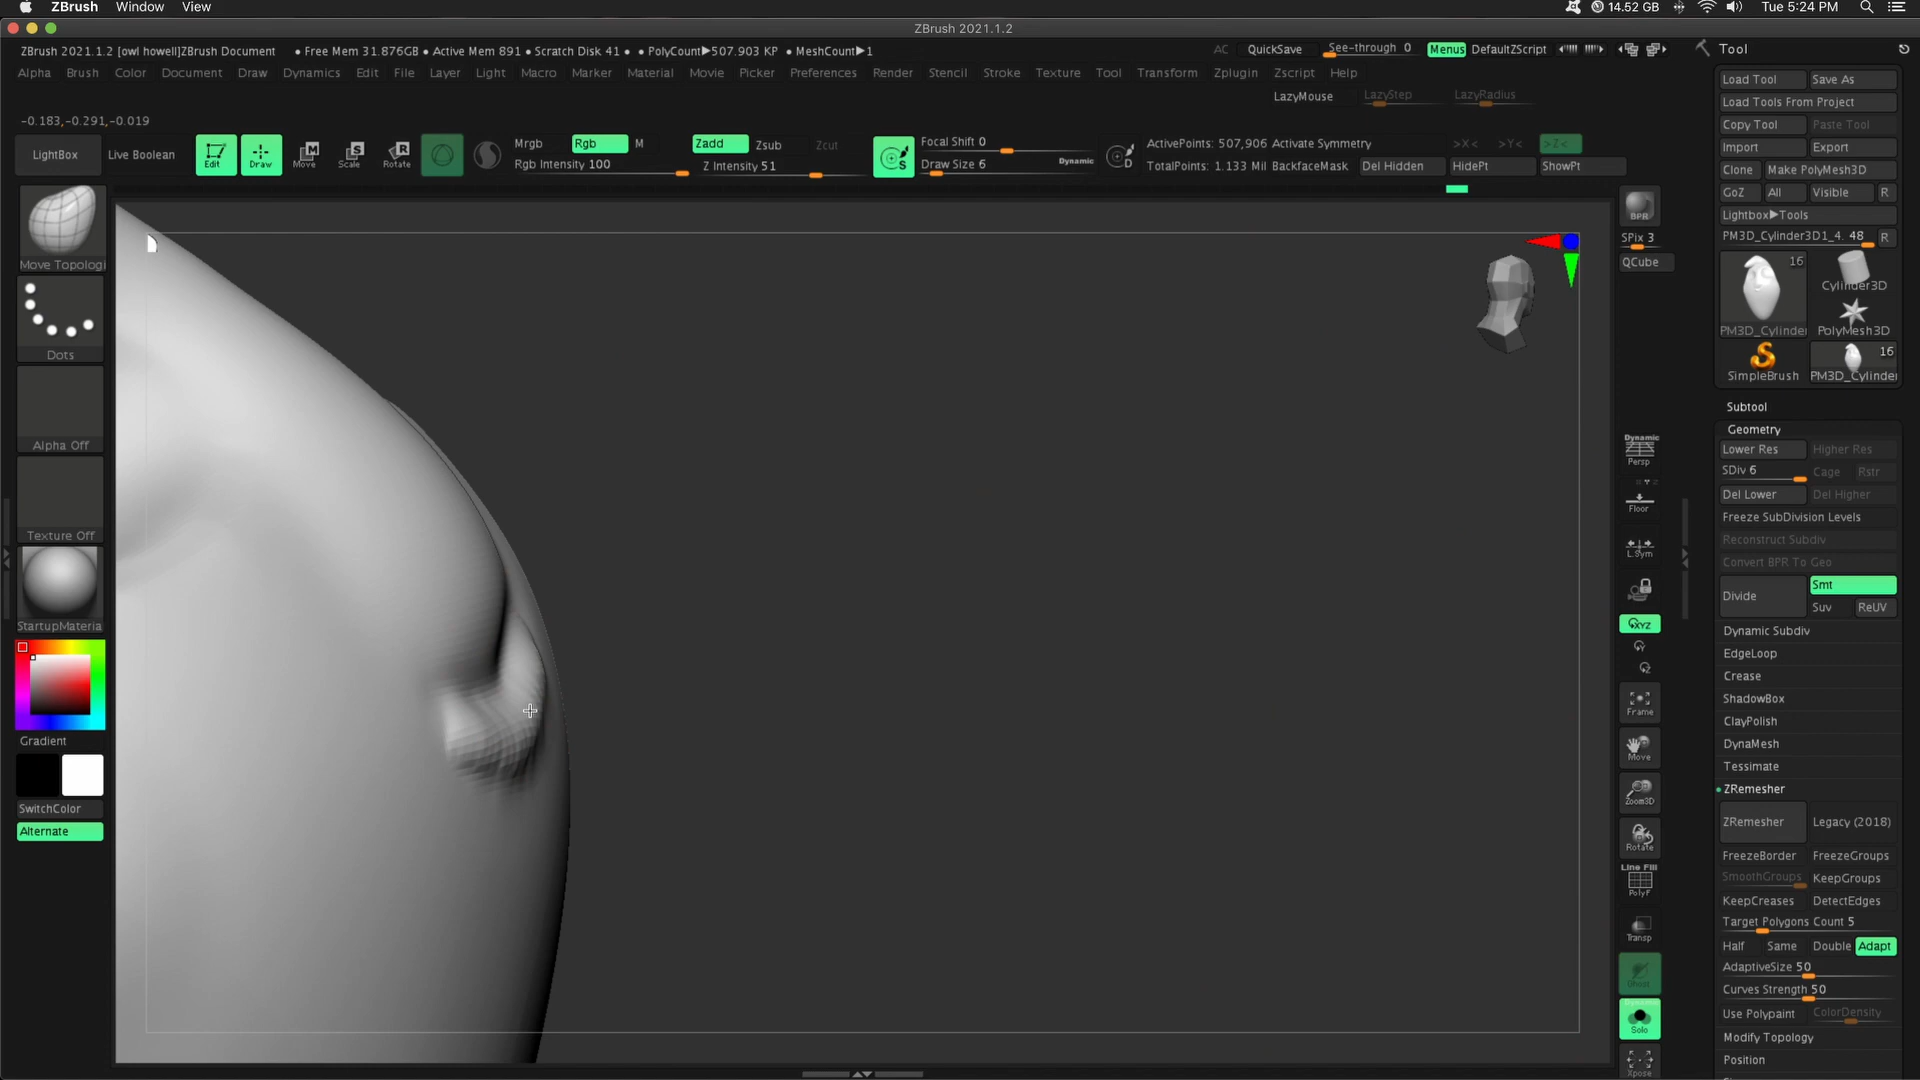 ZBrush Window View
14.52 GB Tue 5:24 PM
ZBrush 2021.1.2
ZBrush 2021.1.2 [owl howell]ZBrush Document • Free Mem 31.876GB • Active Mem 891 • Scratch Disk 41 • • PolyCount▶507.903 KP • MeshCount▶1
AC QuickSave See-through 0 Menus DefaultZScript
Alpha Brush Color Document Draw Dynamics Edit File Layer Light Macro Marker Material Movie Picker Preferences Render Stencil Stroke Texture Tool Transform Zplugin Zscript Help
LazyMouse LazyStep LazyRadius
-0.183,-0.291,-0.019
LightBox Live Boolean
Edit Draw Move Scale Rotate
Mrgb Rgb M
Rgb Intensity 100
Zadd Zsub Zcut
Z Intensity 51
Focal Shift 0
Draw Size 6 Dynamic
ActivePoints: 507,906 Activate Symmetry >X< >Y< >Z<
TotalPoints: 1.133 Mil BackfaceMask Del Hidden HidePt ShowPt
Move Topologi
Dots
Alpha Off
Texture Off
StartupMateria
Gradient
SwitchColor
Alternate
BPR
SPix 3
QCube
Dynamic
Persp
Floor
L.Sym
XYZ
Y
Z
Frame
Move
Zoom3D
Rotate
Line Fill
PolyF
Transp
Ghost
Dynamic
Solo
Xpose
Tool
Load Tool Save As
Load Tools From Project
Copy Tool Paste Tool
Import Export
Clone Make PolyMesh3D
GoZ All Visible R
Lightbox▶Tools
PM3D_Cylinder3D1_4. 48 R
16
Cylinder3D
PM3D_Cylinder PolyMesh3D
16
SimpleBrush PM3D_Cylinder
Subtool
Geometry
Lower Res Higher Res
SDiv 6 Cage Rstr
Del Lower Del Higher
Freeze SubDivision Levels
Reconstruct Subdiv
Convert BPR To Geo
Divide Smt
Suv ReUV
Dynamic Subdiv
EdgeLoop
Crease
ShadowBox
ClayPolish
DynaMesh
Tessimate
ZRemesher
ZRemesher Legacy (2018)
FreezeBorder FreezeGroups
SmoothGroups KeepGroups
KeepCreases DetectEdges
Target Polygons Count 5
Half Same Double Adapt
AdaptiveSize 50
Curves Strength 50
Use Polypaint ColorDensity
Modify Topology
Position